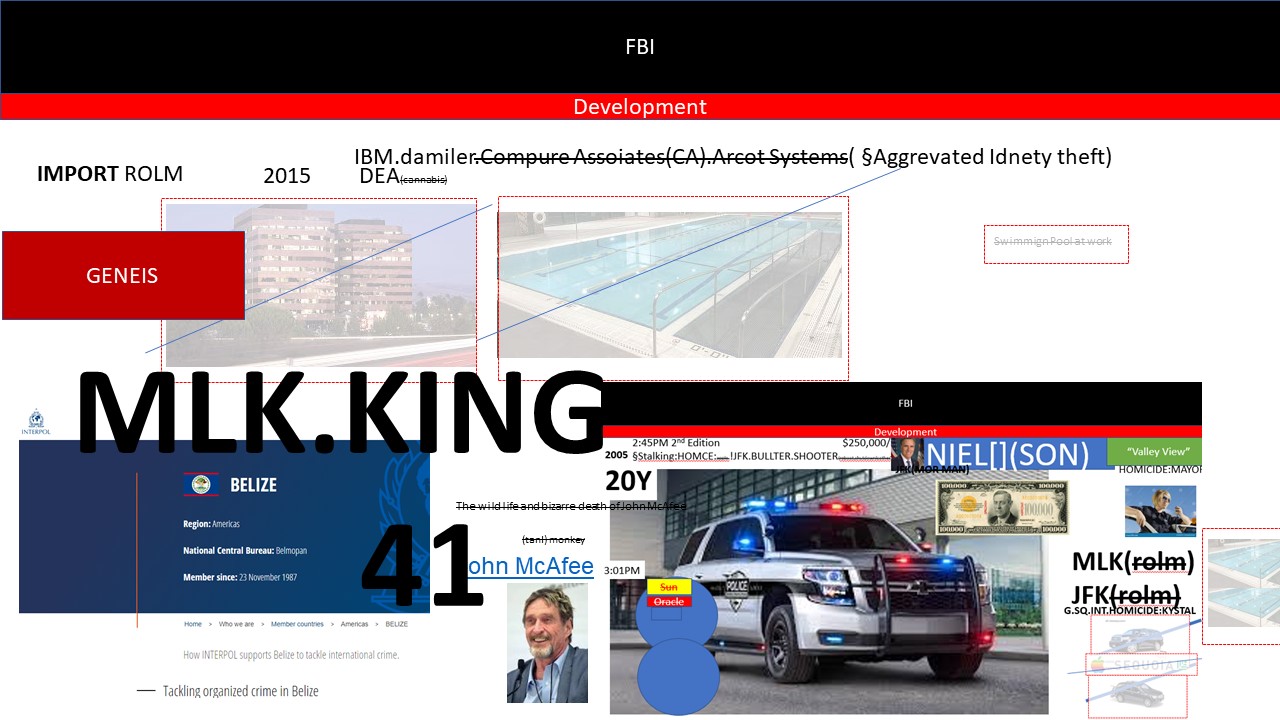 FBI
Development
IBM.damiler.Compure Assoiates(CA).Arcot Systems( §Aggrevated Idnety theft)
IMPORT ROLM
2015
DEA(cannabis)
Swimmign Pool at work
GENEIS
MLK.KING
41
INTERPOL
BELIZE
Region: Americas
National Central Bureau: Belmopan
Member since: 23 November 1987
Home > Who we are > Member countries > Americas > BELIZE
How INTERPOL supports Belize to tackle international crime.
Tackling organized crime in Belize
The wild life and bizarre death of John McAfee
(tanI) monkey
ohn McAfee
FBI
Development
2:45PM 2nd Edition
$250,000/
2005
§Stalking:HOMCE:
!JFK.BULLTER.SHOOTER
NIEL[](SON)
"Valley View"
JFK(MOR MAN)
HOMICIDE:MAYOR
20Y
100,000
100,000
3:01PM
Sun
Oracle
POLICE
MLK(rolm)
JFK(rolm)
G.SQ.INT.HOMICIDE:KYSTAL
SEQUOIA